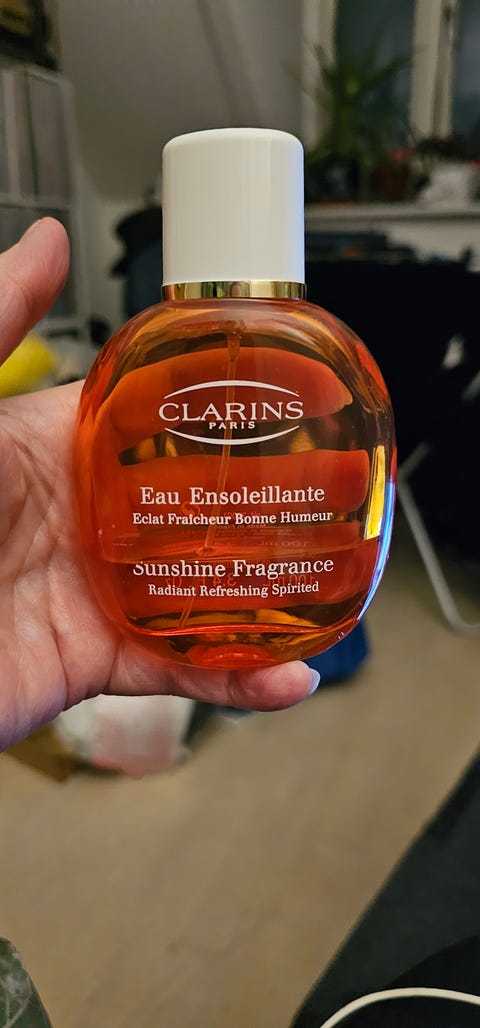 CLARINS
PARIS
Eau Ensoleillante
Eclat Fraîcheur Bonne Humeur
Sunshine Fragrance
Radiant Refreshing Spirited